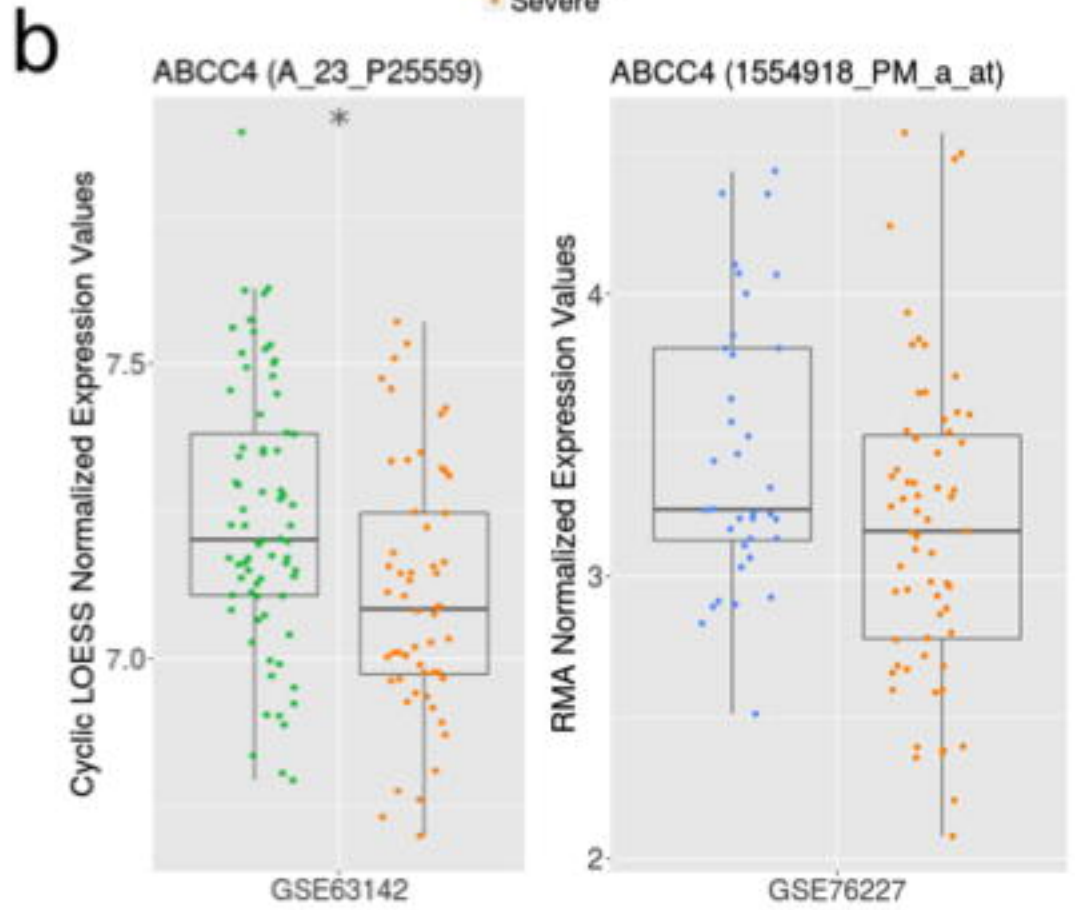 Severe
b
ABCC4 (A_23_P25559)
ABCC4 (1554918_PM_a_at)
*
Cyclic LOESS Normalized Expression Values
7.5
7.0
GSE63142
RMA Normalized Expression Values
4
3
2
GSE76227